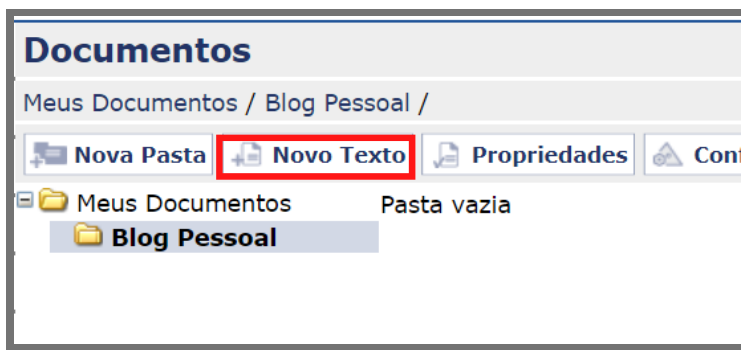 Documentos
Meus Documentos / Blog Pessoal /
Nova Pasta Novo Texto Propriedades
Meus Documentos Pasta vazia
Blog Pessoal